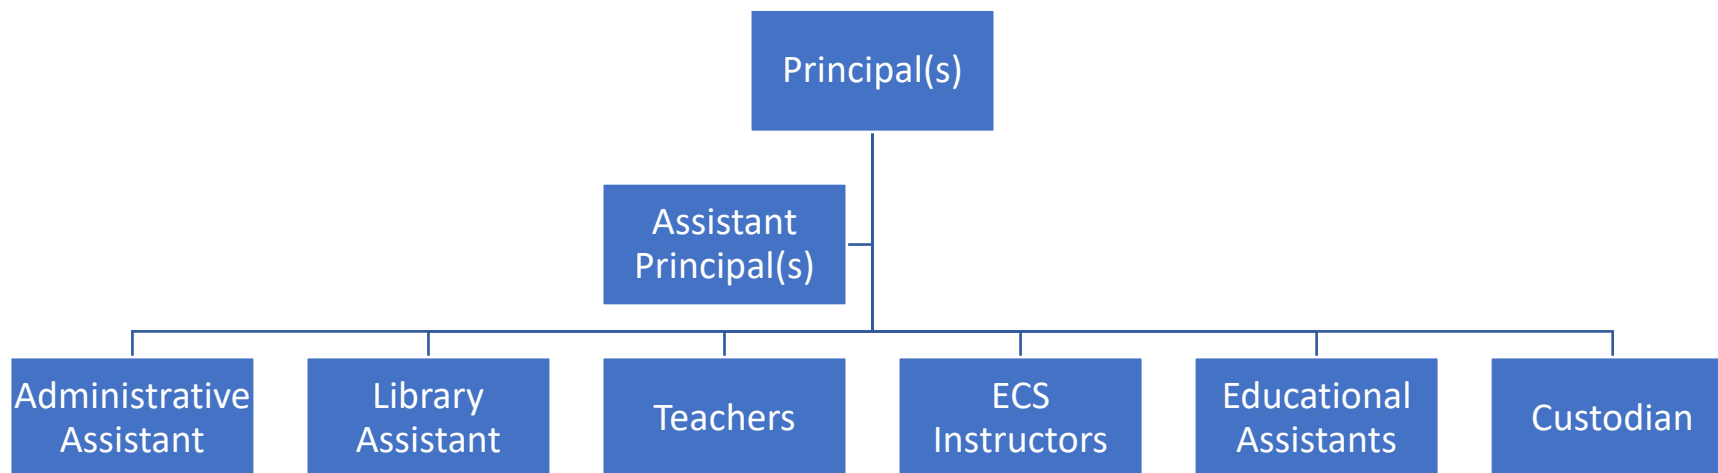 Principal(s)
Assistant
Principal(s)
Administrative
Assistant
Library
Assistant
Teachers
ECS
Instructors
Educational
Assistants
Custodian